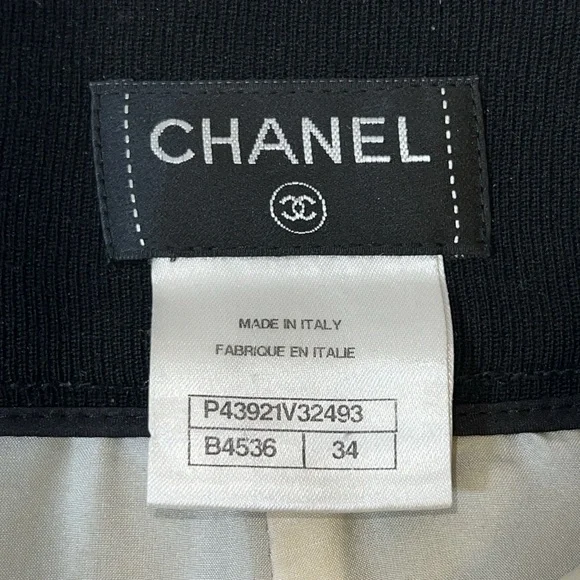 CHANEL
MADE IN ITALY
FABRIQUE EN ITALIE
P43921V32493
B4536 34